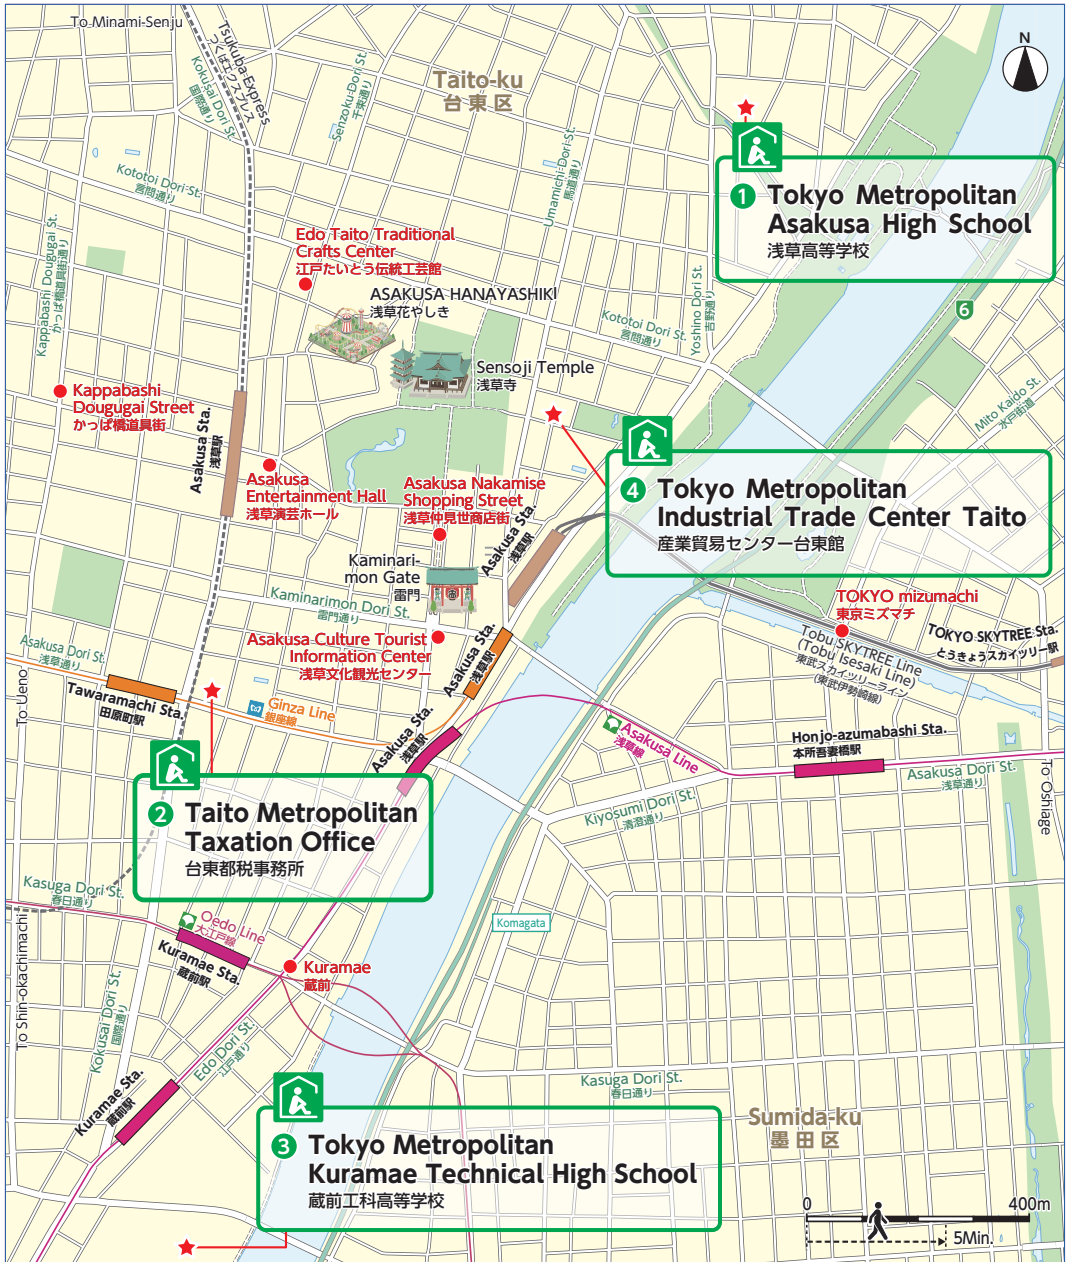 To Minami-Senju
Tsukuba Express
つくばエクスプレス
Kokusai Dori St.
国際通り
Senzoku Dori St.
千束通り
Taito-ku
台東区
N
Umamichi-Dori St.
馬道通り
1 Tokyo Metropolitan
Asakusa High School
浅草高等学校
Kototoi Dori St.
言問通り
Kappabashi Dougugai St.
かっぱ橋道具街通り
Edo Taito Traditional
Crafts Center
江戸たいとう伝統工芸館
ASAKUSA HANAYASHIKI
浅草花やしき
Yoshino Dori St.
吉野通り
Kototoi Dori St.
言問通り
6
Sensoji Temple
浅草寺
Mito Kaido St.
水戸街道
Kappabashi
Dougugai Street
かっぱ橋道具街
Asakusa Sta.
浅草駅
Asakusa
Entertainment Hall
浅草演芸ホール
Asakusa Nakamise
Shopping Street
浅草仲見世商店街
4 Tokyo Metropolitan
Industrial Trade Center Taito
産業貿易センター台東館
Asakusa Sta.
浅草駅
Kaminari-
mon Gate
雷門
Kaminarimon Dori St.
雷門通り
TOKYO mizumachi
東京ミズマチ
Tobu SKYTREE Line
(Tobu Isesaki Line)
東武スカイツリーライン
(東武伊勢崎線)
TOKYO SKYTREE Sta.
とうきょうスカイツリー駅
Asakusa Culture Tourist
Information Center
浅草文化観光センター
Asakusa Sta.
浅草駅
Asakusa Dori St.
浅草通り
To Ueno
Tawaramachi Sta.
田原町駅
Ginza Line
銀座線
Asakusa Sta.
浅草駅
Asakusa Line
浅草線
Honjo-azumabashi Sta.
本所吾妻橋駅
Asakusa Dori St.
浅草通り
To Oshiage
Kiyosumi Dori St.
清澄通り
2 Taito Metropolitan
Taxation Office
台東都税事務所
Kasuga Dori St.
春日通り
To Shin-okachimachi
Oedo Line
大江戸線
Kuramae Sta.
蔵前駅
Komagata
Kuramae
蔵前
Kokusai Dori St.
国際通り
Edo Dori St.
江戸通り
Kuramae Sta.
蔵前駅
Kasuga Dori St.
春日通り
Sumida-ku
墨田区
3 Tokyo Metropolitan
Kuramae Technical High School
蔵前工科高等学校
0 400m
5Min.